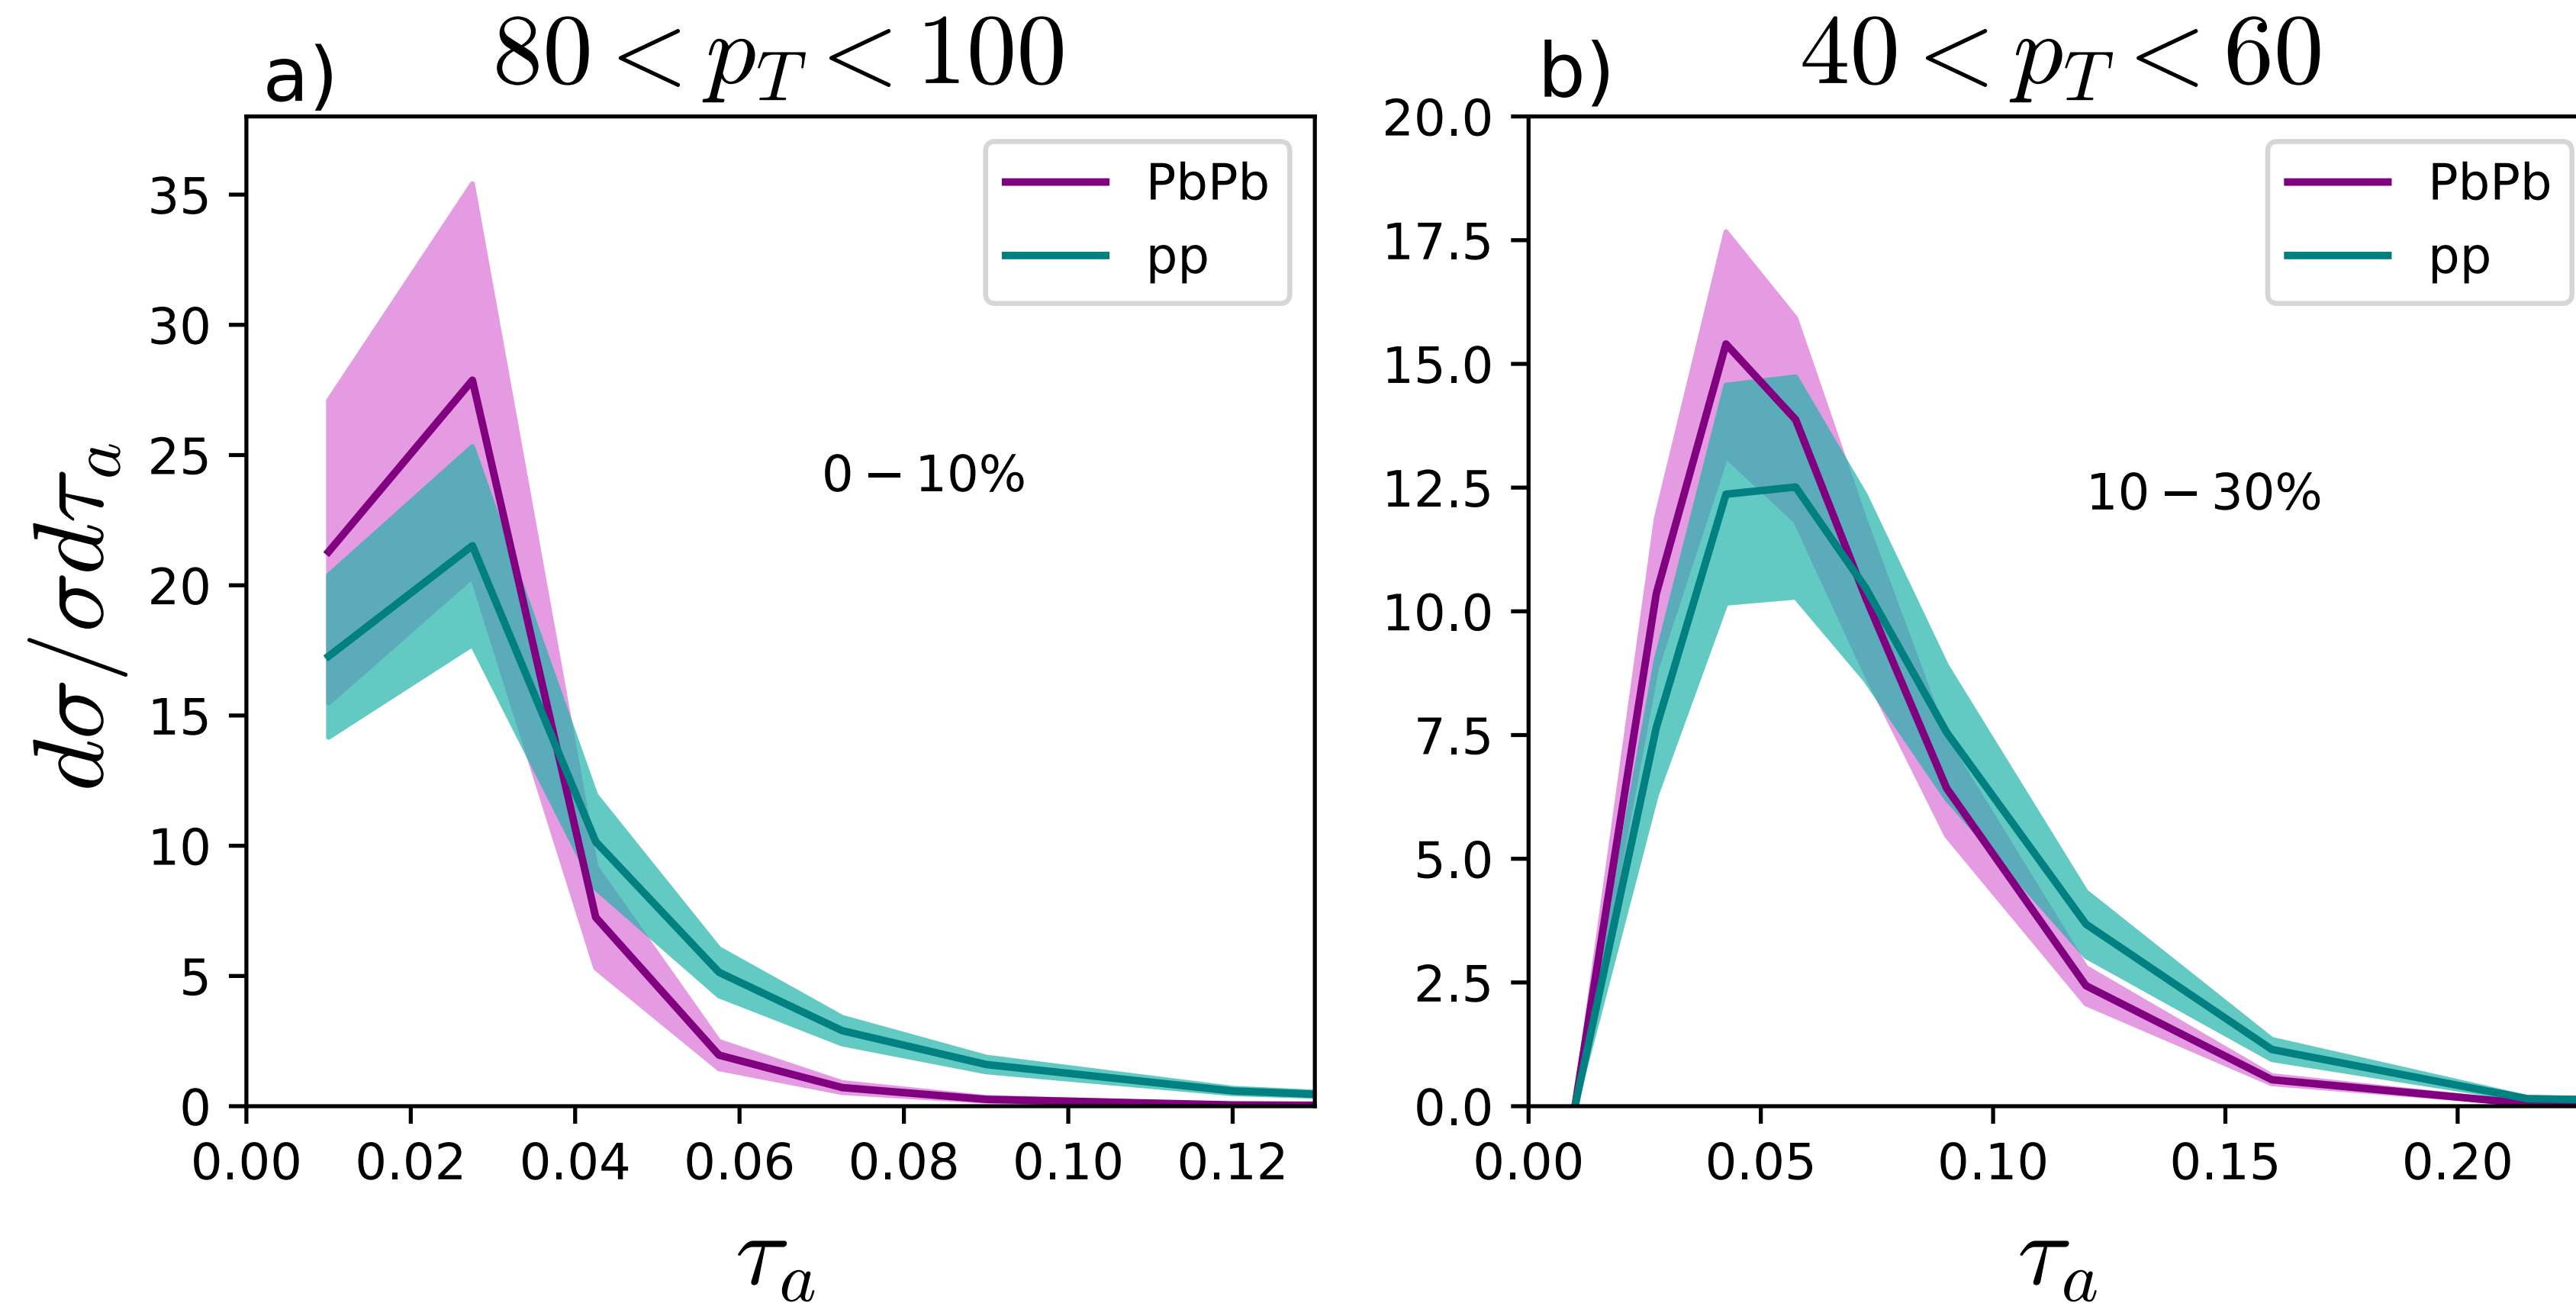 a) 80 < p_T < 100
35
30
25
20
15
10
5
0
dσ/σdτ_a
PbPb
pp
0 − 10%
0.00 0.02 0.04 0.06 0.08 0.10 0.12
τ_a
b) 40 < p_T < 60
20.0
17.5
15.0
12.5
10.0
7.5
5.0
2.5
0.0
PbPb
pp
10 − 30%
0.00 0.05 0.10 0.15 0.20
τ_a